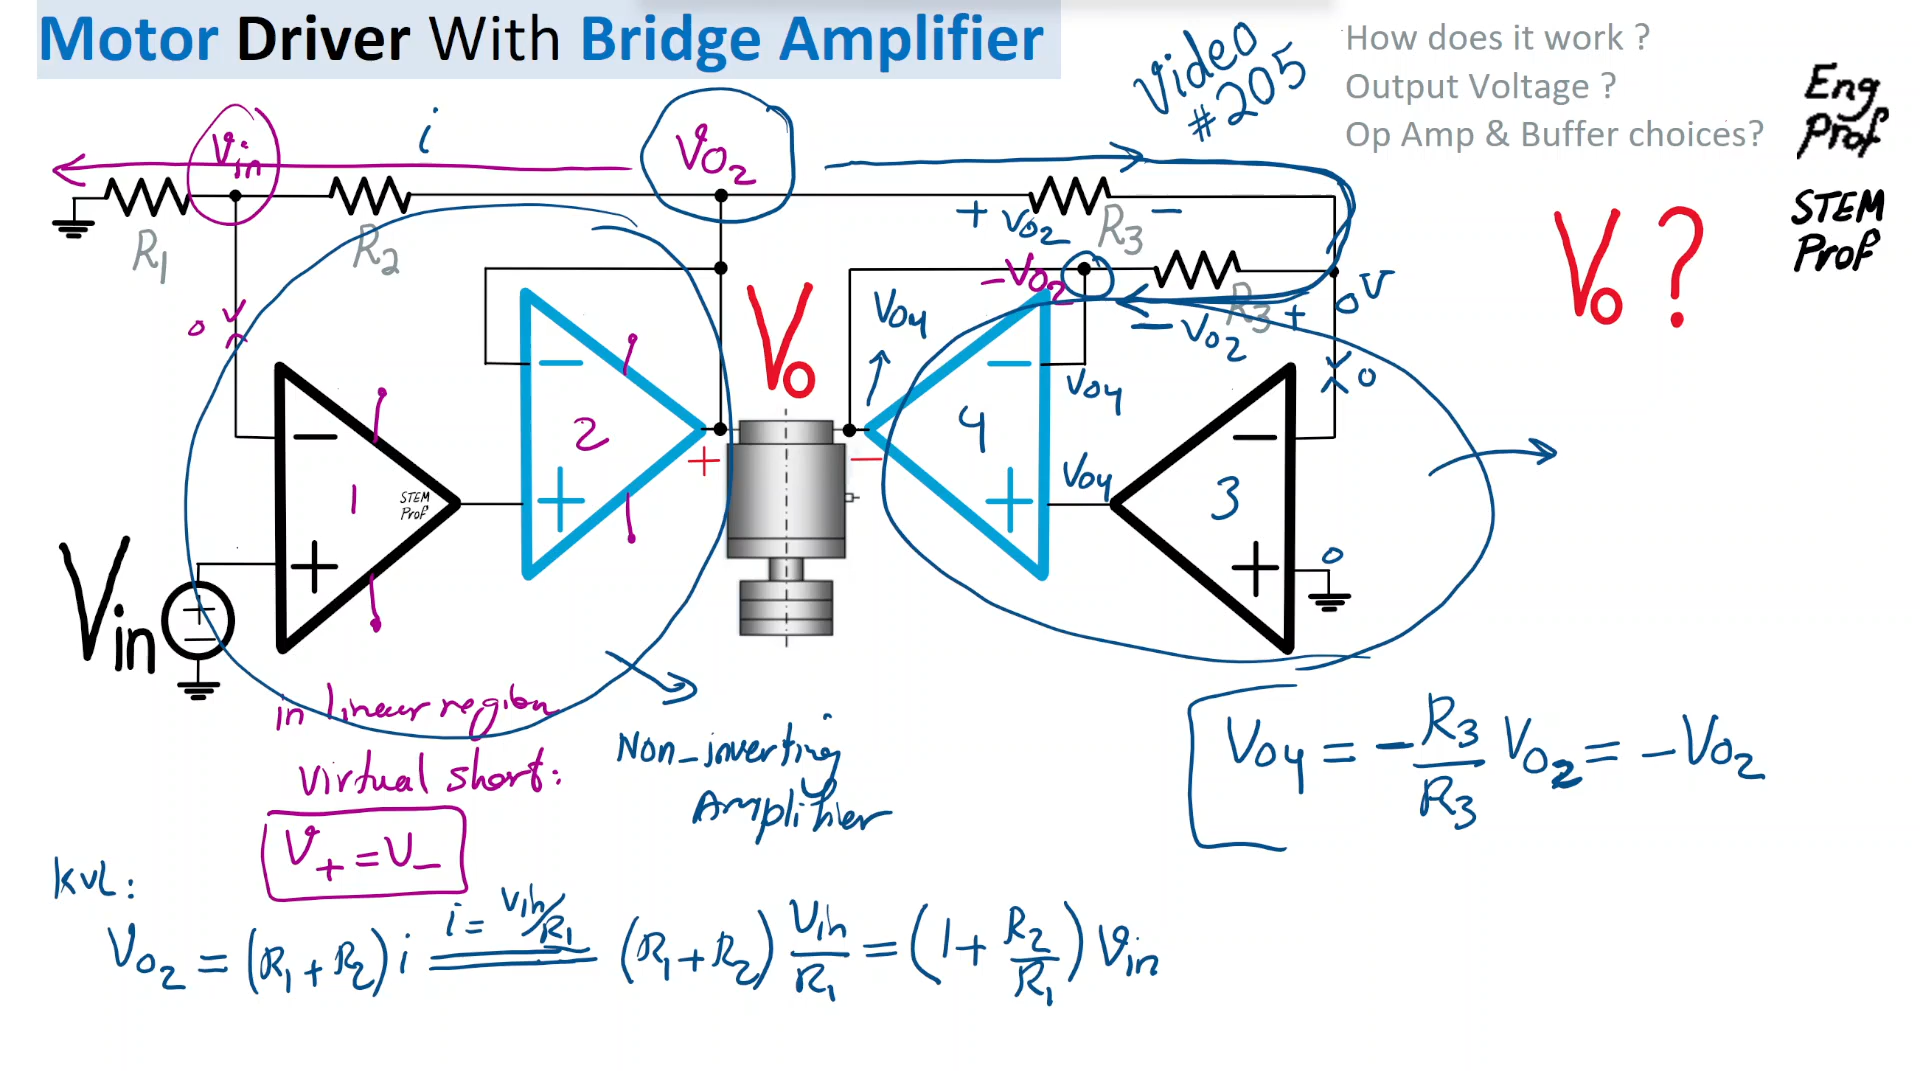 Motor Driver With Bridge Amplifier
Video
#205
How does it work ?
Output Voltage ?
Op Amp & Buffer choices?
Eng
Prof
STEM
Prof
Vin
i
VO2
R1
R2
+ VO2 -
R3
-VO2
R3
- VO2 +
0V
Vo ?
0
Vo
VO4
VO4
0
1
STEM
Prof
2
4
VO4
3
0
+
-
Vin
in linear region
virtual short:
V+ = V-
Non-inverting
Amplifier
VO4 = - R3/R3 VO2 = - VO2
KVL:
VO2 = (R1 + R2) i i = Vin/R1 (R1 + R2) Vin/R1 = (1 + R2/R1) Vin